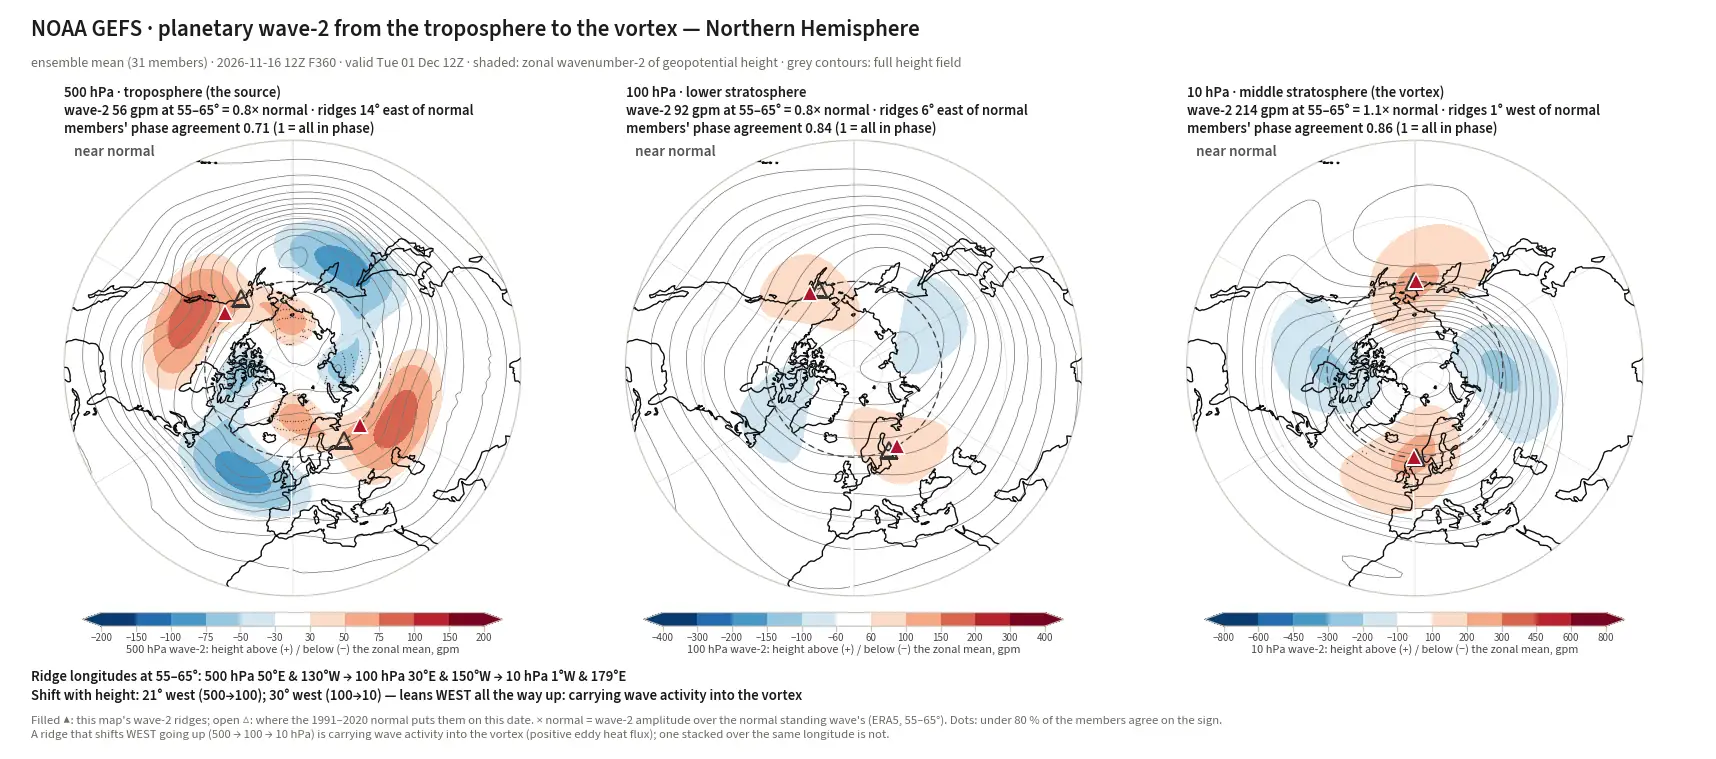 NOAA GEFS · planetary wave-2 from the troposphere to the vortex — Northern Hemisphere
ensemble mean (31 members) · 2026-11-16 12Z F360 · valid Tue 01 Dec 12Z · shaded: zonal wavenumber-2 of geopotential height · grey contours: full height field
500 hPa · troposphere (the source)
wave-2 56 gpm at 55–65° = 0.8× normal · ridges 14° east of normal
members' phase agreement 0.71 (1 = all in phase)
near normal
100 hPa · lower stratosphere
wave-2 92 gpm at 55–65° = 0.8× normal · ridges 6° east of normal
members' phase agreement 0.84 (1 = all in phase)
near normal
10 hPa · middle stratosphere (the vortex)
wave-2 214 gpm at 55–65° = 1.1× normal · ridges 1° west of normal
members' phase agreement 0.86 (1 = all in phase)
near normal
−200 −150 −100 −75 −50 −30 30 50 75 100 150 200
500 hPa wave-2: height above (+) / below (−) the zonal mean, gpm
−400 −300 −200 −150 −100 −60 60 100 150 200 300 400
100 hPa wave-2: height above (+) / below (−) the zonal mean, gpm
−800 −600 −450 −300 −200 −100 100 200 300 450 600 800
10 hPa wave-2: height above (+) / below (−) the zonal mean, gpm
Ridge longitudes at 55–65°: 500 hPa 50°E & 130°W → 100 hPa 30°E & 150°W → 10 hPa 1°W & 179°E
Shift with height: 21° west (500→100); 30° west (100→10) — leans WEST all the way up: carrying wave activity into the vortex
Filled ▲: this map's wave-2 ridges; open △: where the 1991–2020 normal puts them on this date. × normal = wave-2 amplitude over the normal standing wave's (ERA5, 55–65°). Dots: under 80 % of the members agree on the sign.
A ridge that shifts WEST going up (500 → 100 → 10 hPa) is carrying wave activity into the vortex (positive eddy heat flux); one stacked over the same longitude is not.